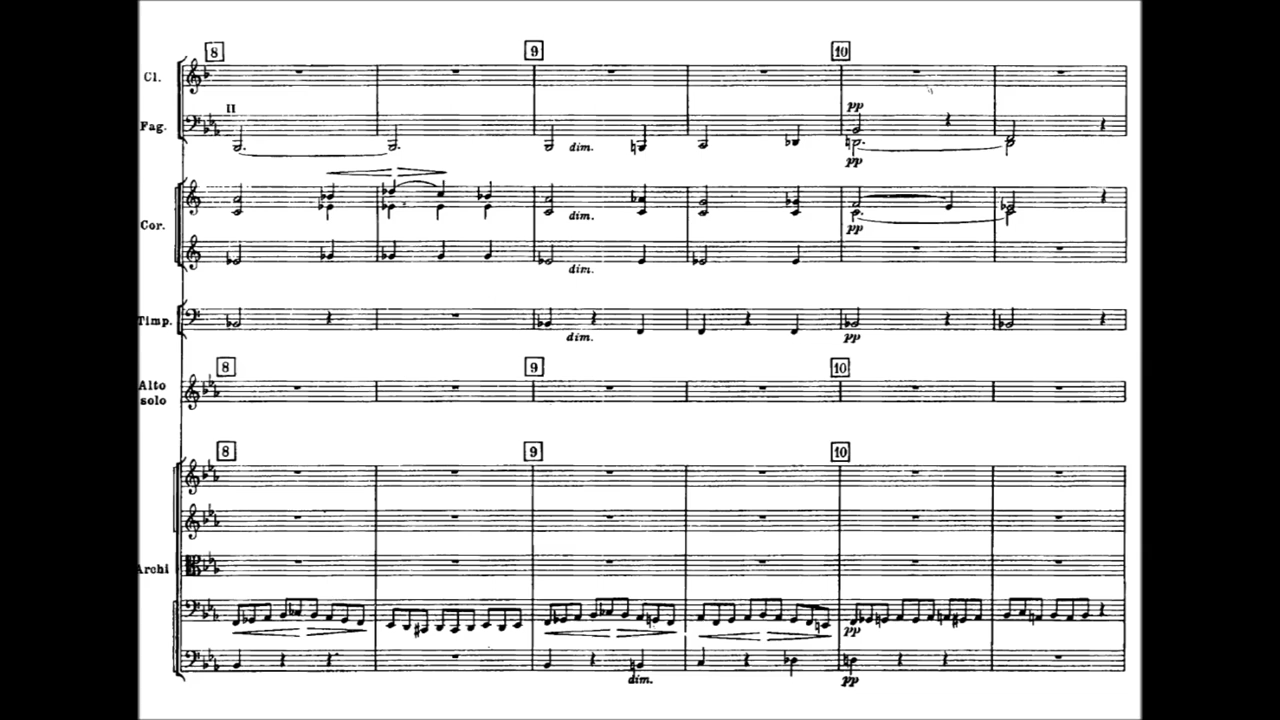 8 9 10
Cl.
II pp
Fag. dim.
pp
dim.
Cor. pp
dim.
Timp.
dim. pp
8 9 10
Alto
solo
8 9 10
Archi
pp
dim. pp